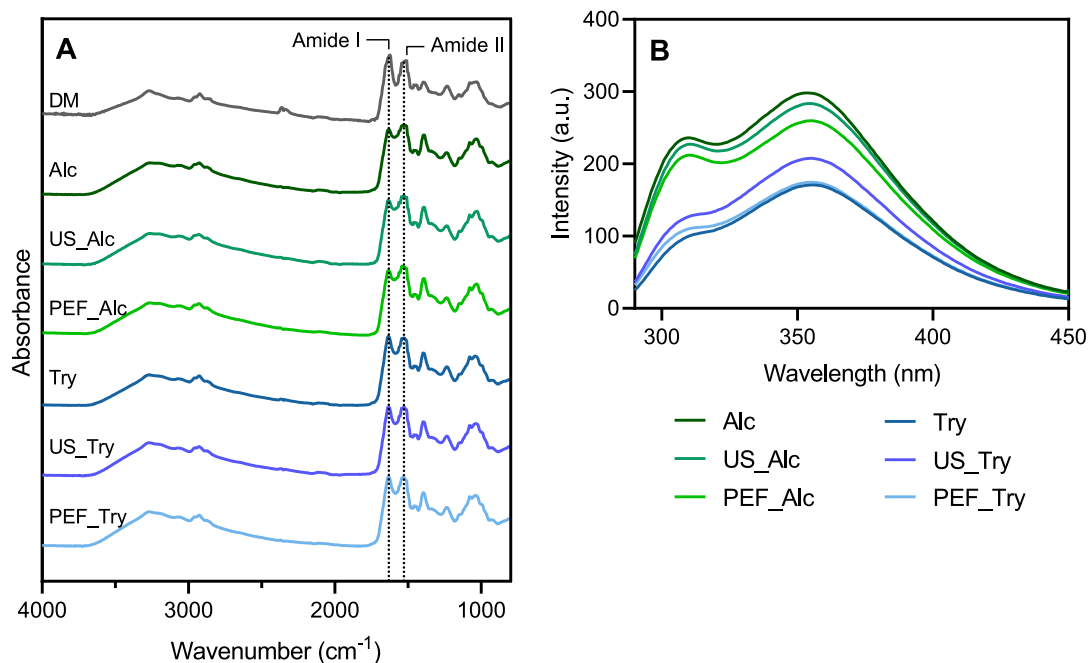 A
Amide I
Amide II
DM
Alc
US_Alc
PEF_Alc
Try
US_Try
PEF_Try
Absorbance
4000 3000 2000 1000
Wavenumber (cm⁻¹)
B
400
300
200
100
0
Intensity (a.u.)
300 350 400 450
Wavelength (nm)
Alc Try
US_Alc US_Try
PEF_Alc PEF_Try